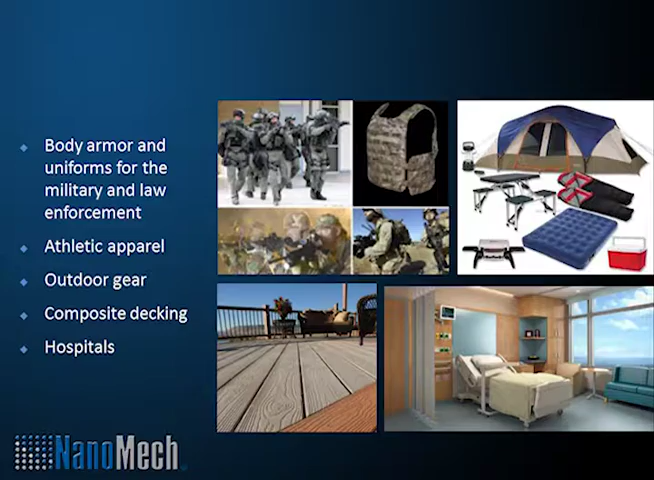 Body armor and
uniforms for the
military and law
enforcement
Athletic apparel
Outdoor gear
Composite decking
Hospitals
NanoMech